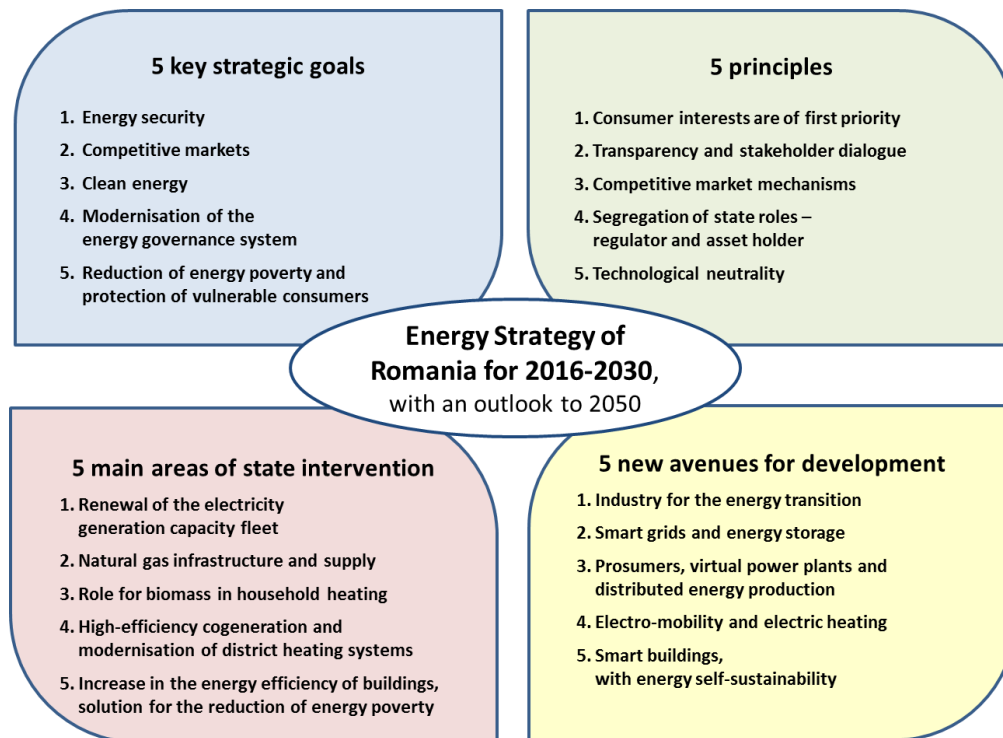 5 key strategic goals
1. Energy security
2. Competitive markets
3. Clean energy
4. Modernisation of the
energy governance system
5. Reduction of energy poverty and
protection of vulnerable consumers
5 principles
1. Consumer interests are of first priority
2. Transparency and stakeholder dialogue
3. Competitive market mechanisms
4. Segregation of state roles –
regulator and asset holder
5. Technological neutrality
Energy Strategy of
Romania for 2016-2030,
with an outlook to 2050
5 main areas of state intervention
1. Renewal of the electricity
generation capacity fleet
2. Natural gas infrastructure and supply
3. Role for biomass in household heating
4. High-efficiency cogeneration and
modernisation of district heating systems
5. Increase in the energy efficiency of buildings,
solution for the reduction of energy poverty
5 new avenues for development
1. Industry for the energy transition
2. Smart grids and energy storage
3. Prosumers, virtual power plants and
distributed energy production
4. Electro-mobility and electric heating
5. Smart buildings,
with energy self-sustainability